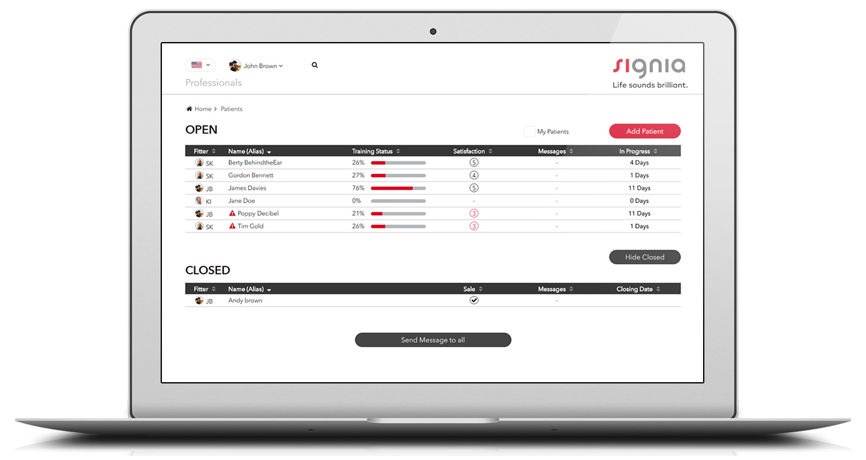 John Brown
signia
Professionals
Life sounds brilliant.
Home Patients
OPEN My Patients Add Patient
Fitter Name (Alias) Training Status Satisfaction Messages In Progress
SK Berty BehindtheEar 26% 5 - 4 Days
SK Gordon Bennett 27% 4 - 1 Days
JB James Davies 76% 5 - 11 Days
KI Jane Doe 0% - - 0 Days
JB Poppy Decibel 21% 3 - 11 Days
SK Tim Gold 26% 3 - 1 Days
Hide Closed
CLOSED
Fitter Name (Alias) Sale Messages Closing Date
JB Andy brown -
Send Message to all